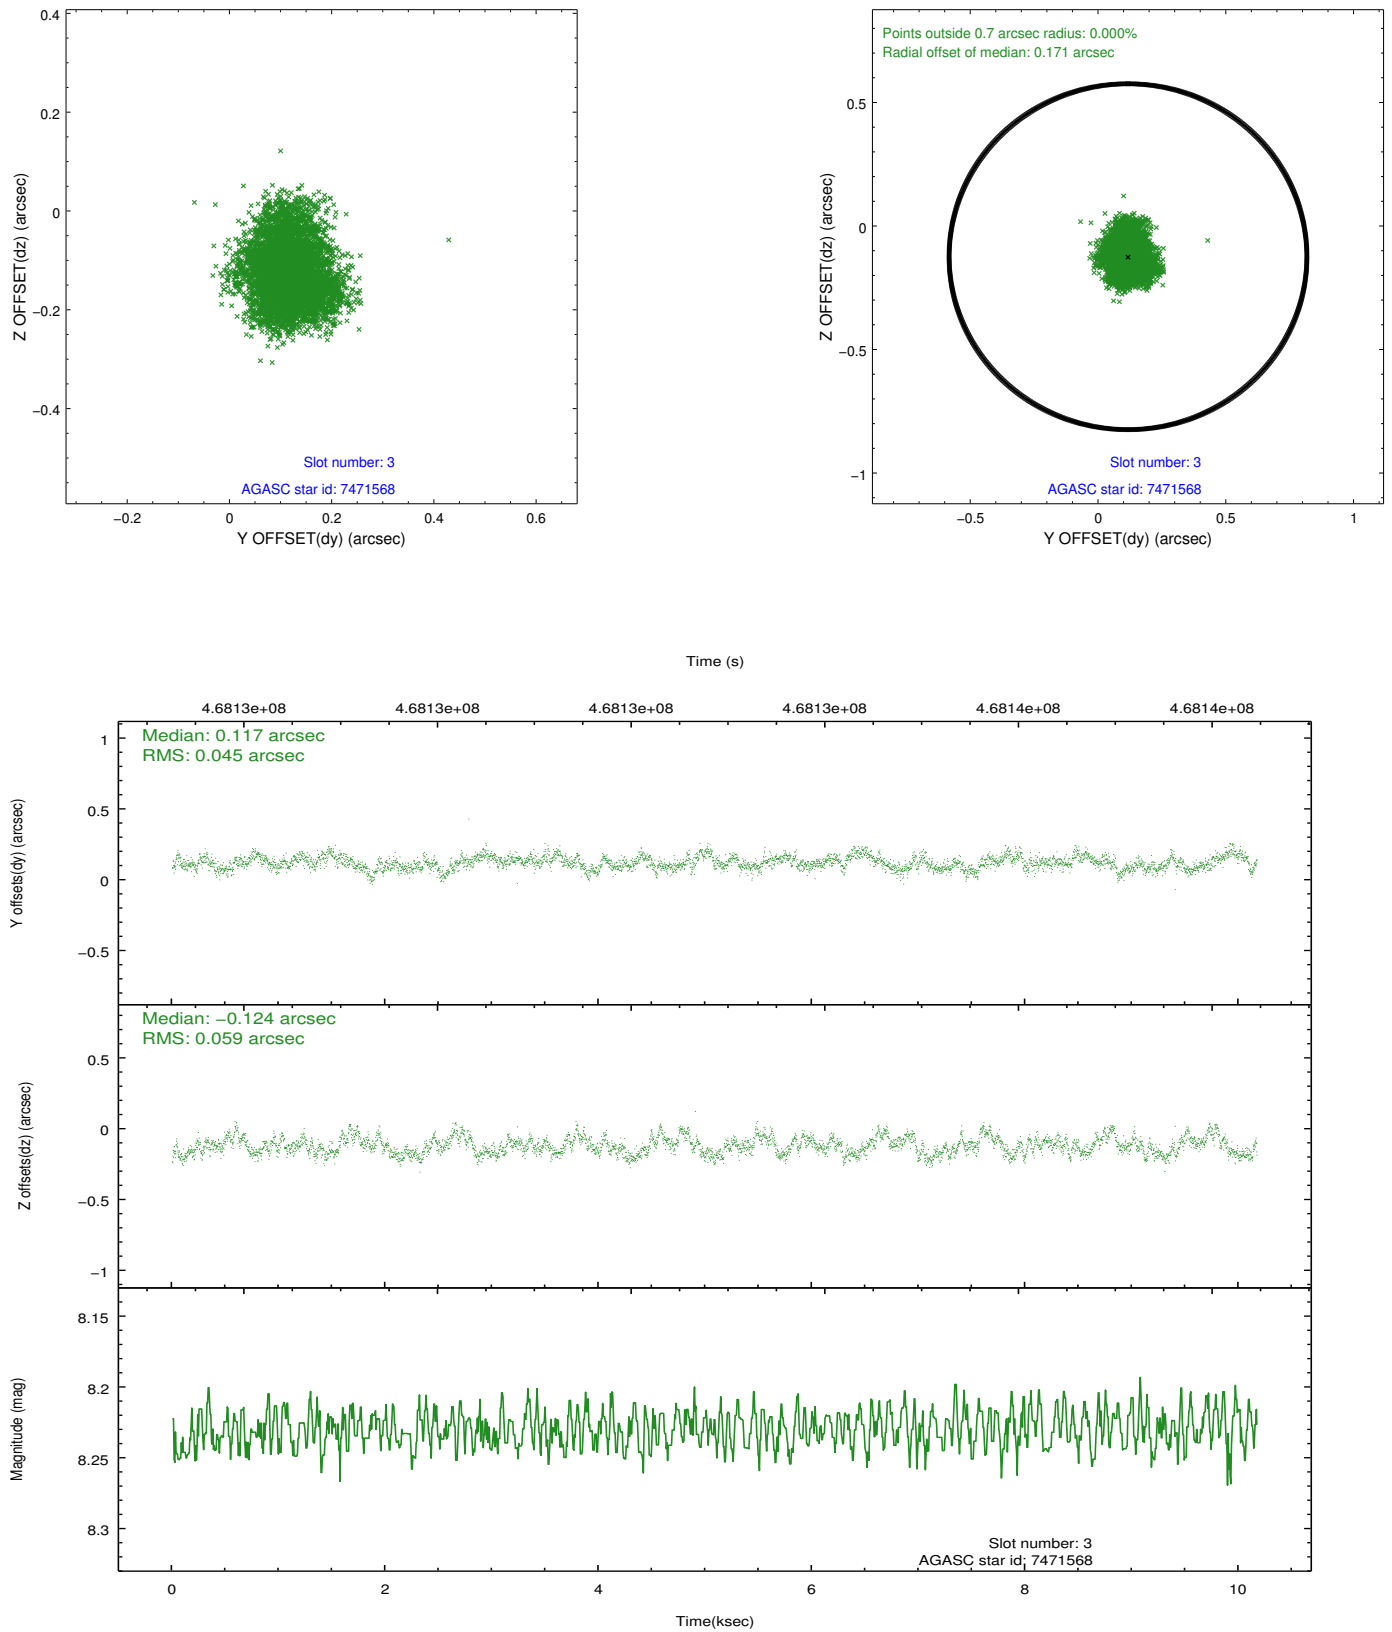 0.4
0.2
0
−0.2
−0.4
Z OFFSET(dz) (arcsec)
Slot number: 3
AGASC star id: 7471568
−0.2 0 0.2 0.4 0.6
Y OFFSET(dy) (arcsec)
Points outside 0.7 arcsec radius: 0.000%
Radial offset of median: 0.171 arcsec
0.5
0
−0.5
−1
Z OFFSET(dz) (arcsec)
Slot number: 3
AGASC star id: 7471568
−0.5 0 0.5 1
Y OFFSET(dy) (arcsec)
Time (s)
4.6813e+08 4.6813e+08 4.6813e+08 4.6813e+08 4.6814e+08 4.6814e+08
Median: 0.117 arcsec
RMS: 0.045 arcsec
1
0.5
0
−0.5
Y offsets(dy) (arcsec)
Median: −0.124 arcsec
RMS: 0.059 arcsec
0.5
0
−0.5
−1
Z offsets(dz) (arcsec)
8.15
8.2
8.25
8.3
Magnitude (mag)
Slot number: 3
AGASC star id: 7471568
0 2 4 6 8 10
Time(ksec)